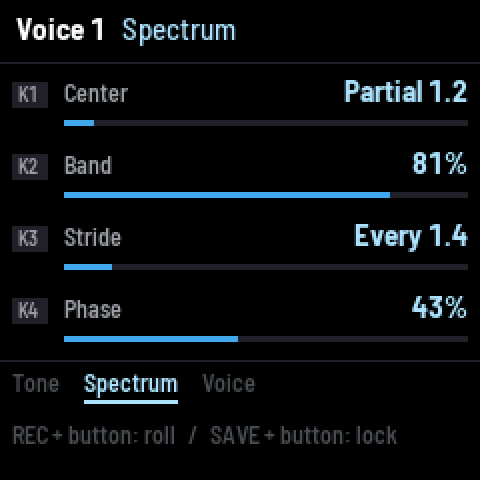 Voice 1 Spectrum
K1 Center Partial 1.2
K2 Band 81%
K3 Stride Every 1.4
K4 Phase 43%
Tone Spectrum Voice
REC + button: roll / SAVE + button: lock